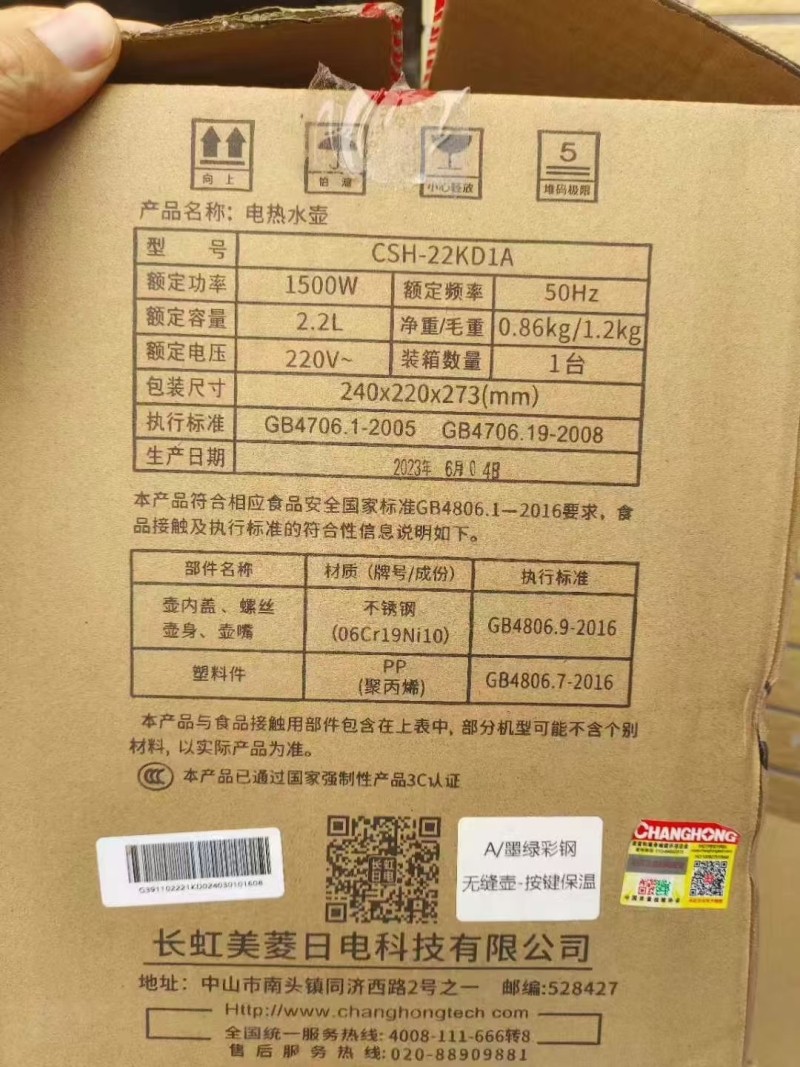 向上
怕湿
小心轻放
5
堆码极限
产品名称：电热水壶
型 号 CSH-22KD1A
额定功率 1500W 额定频率 50Hz
额定容量 2.2L 净重/毛重 0.86kg/1.2kg
额定电压 220V~ 装箱数量 1台
包装尺寸 240x220x273(mm)
执行标准 GB4706.1-2005 GB4706.19-2008
生产日期 2023年 6月04日
本产品符合相应食品安全国家标准GB4806.1—2016要求，食
品接触及执行标准的符合性信息说明如下。
部件名称 材质（牌号/成份） 执行标准
壶内盖、螺丝 不锈钢
壶身、壶嘴 (06Cr19Ni10) GB4806.9-2016
塑料件 PP
(聚丙烯) GB4806.7-2016
本产品与食品接触用部件包含在上表中，部分机型可能不含个别
材料，以实际产品为准。
CCC 本产品已通过国家强制性产品3C认证
G391102221KD024030101608
长虹
日电
A/墨绿彩钢
无缝壶-按键保温
CHANGHONG
长虹美菱日电科技有限公司
地址：中山市南头镇同济西路2号之一 邮编:528427
Http://www.changhongtech.com
全国统一服务热线: 4008-111-666转8
售后服务热线:020-88909881